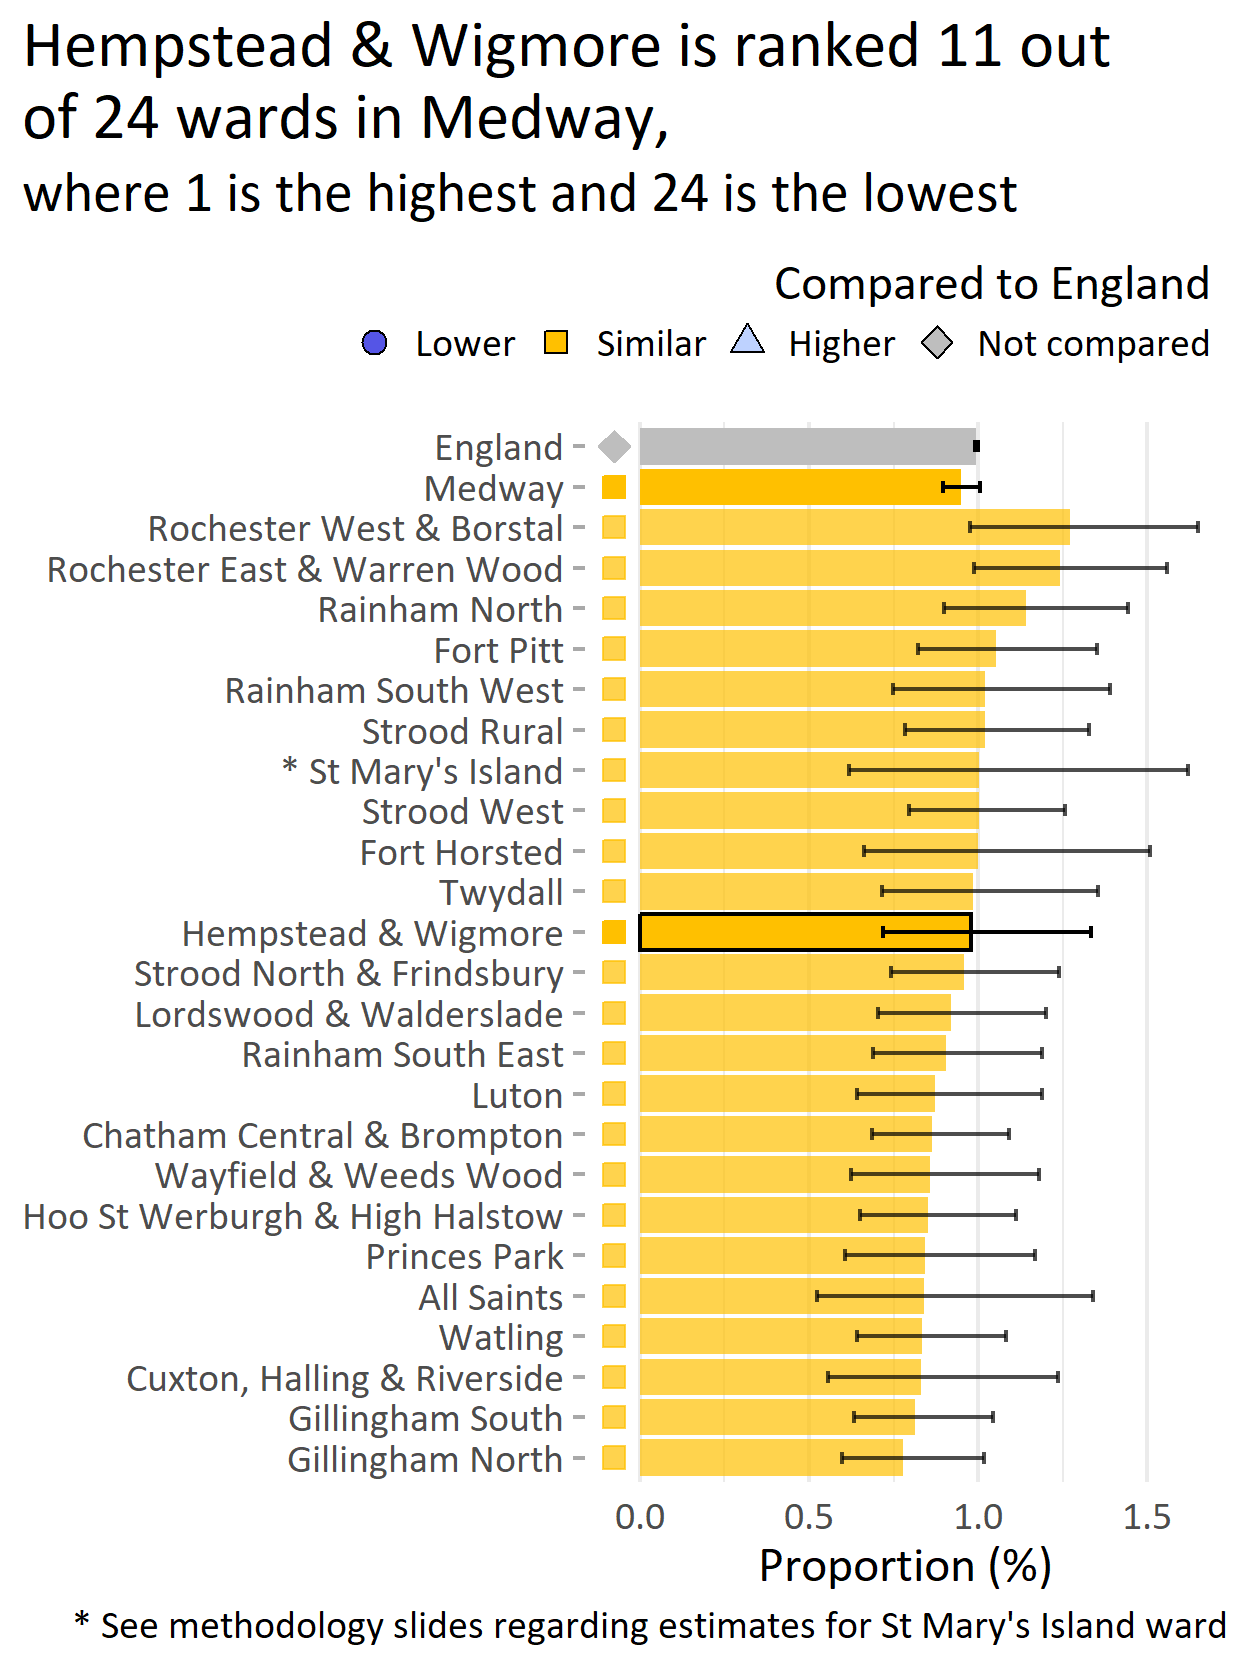 Hempstead & Wigmore is ranked 11 out
of 24 wards in Medway,
where 1 is the highest and 24 is the lowest
Compared to England
Lower Similar Higher Not compared
England
Medway
Rochester West & Borstal
Rochester East & Warren Wood
Rainham North
Fort Pitt
Rainham South West
Strood Rural
* St Mary's Island
Strood West
Fort Horsted
Twydall
Hempstead & Wigmore
Strood North & Frindsbury
Lordswood & Walderslade
Rainham South East
Luton
Chatham Central & Brompton
Wayfield & Weeds Wood
Hoo St Werburgh & High Halstow
Princes Park
All Saints
Watling
Cuxton, Halling & Riverside
Gillingham South
Gillingham North
0.0 0.5 1.0 1.5
Proportion (%)
* See methodology slides regarding estimates for St Mary's Island ward